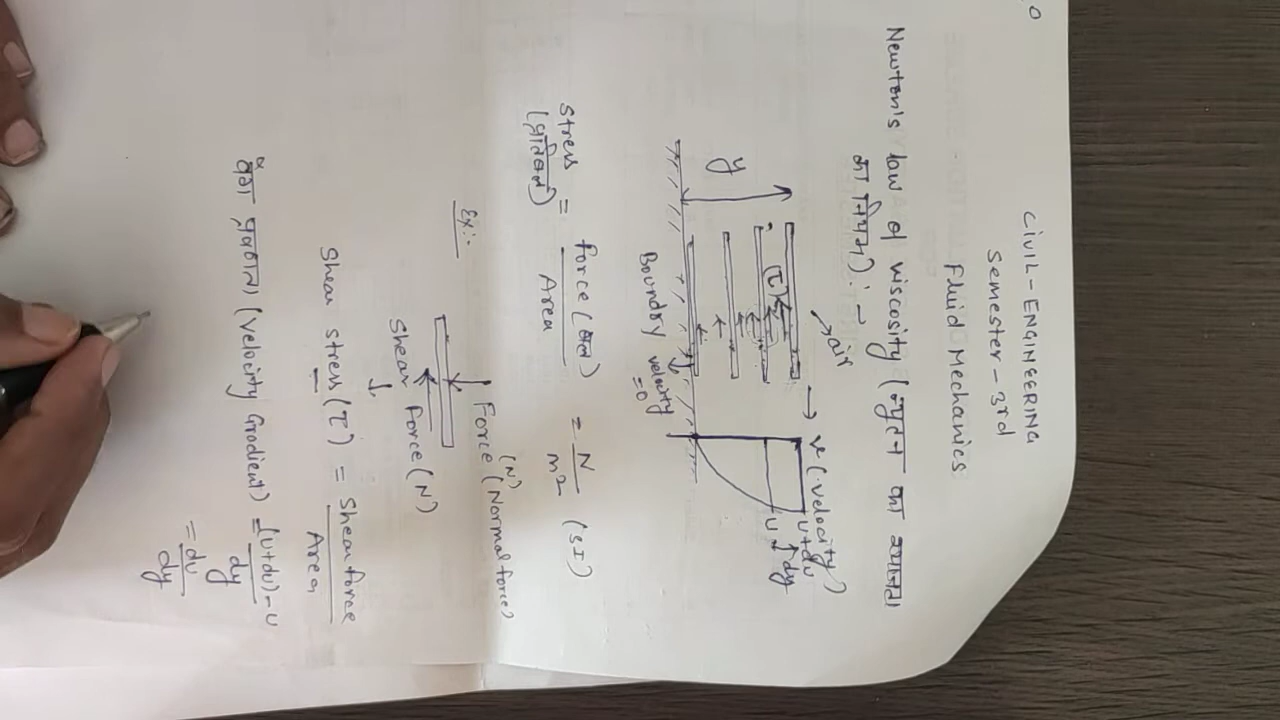 CIVIL-ENGINEERING
Semester-3rd
Fluid Mechanics
Newton's law of viscosity (न्युटन का श्यानता
का नियम) :→
air
→ v (velocity)
u+du
dy
u
(τ)
y
Boundry velocity
=0
Stress = Force (बल) / Area = N / m2 (SI)
(प्रतिबल)
Ex:-
Force (Normal force)
(N)
Shear Force (N)
Shear stress (τ) = Shear force / Area
वेग प्रवणता (Velocity Gradient) = (u+du)-u / dy
= du / dy